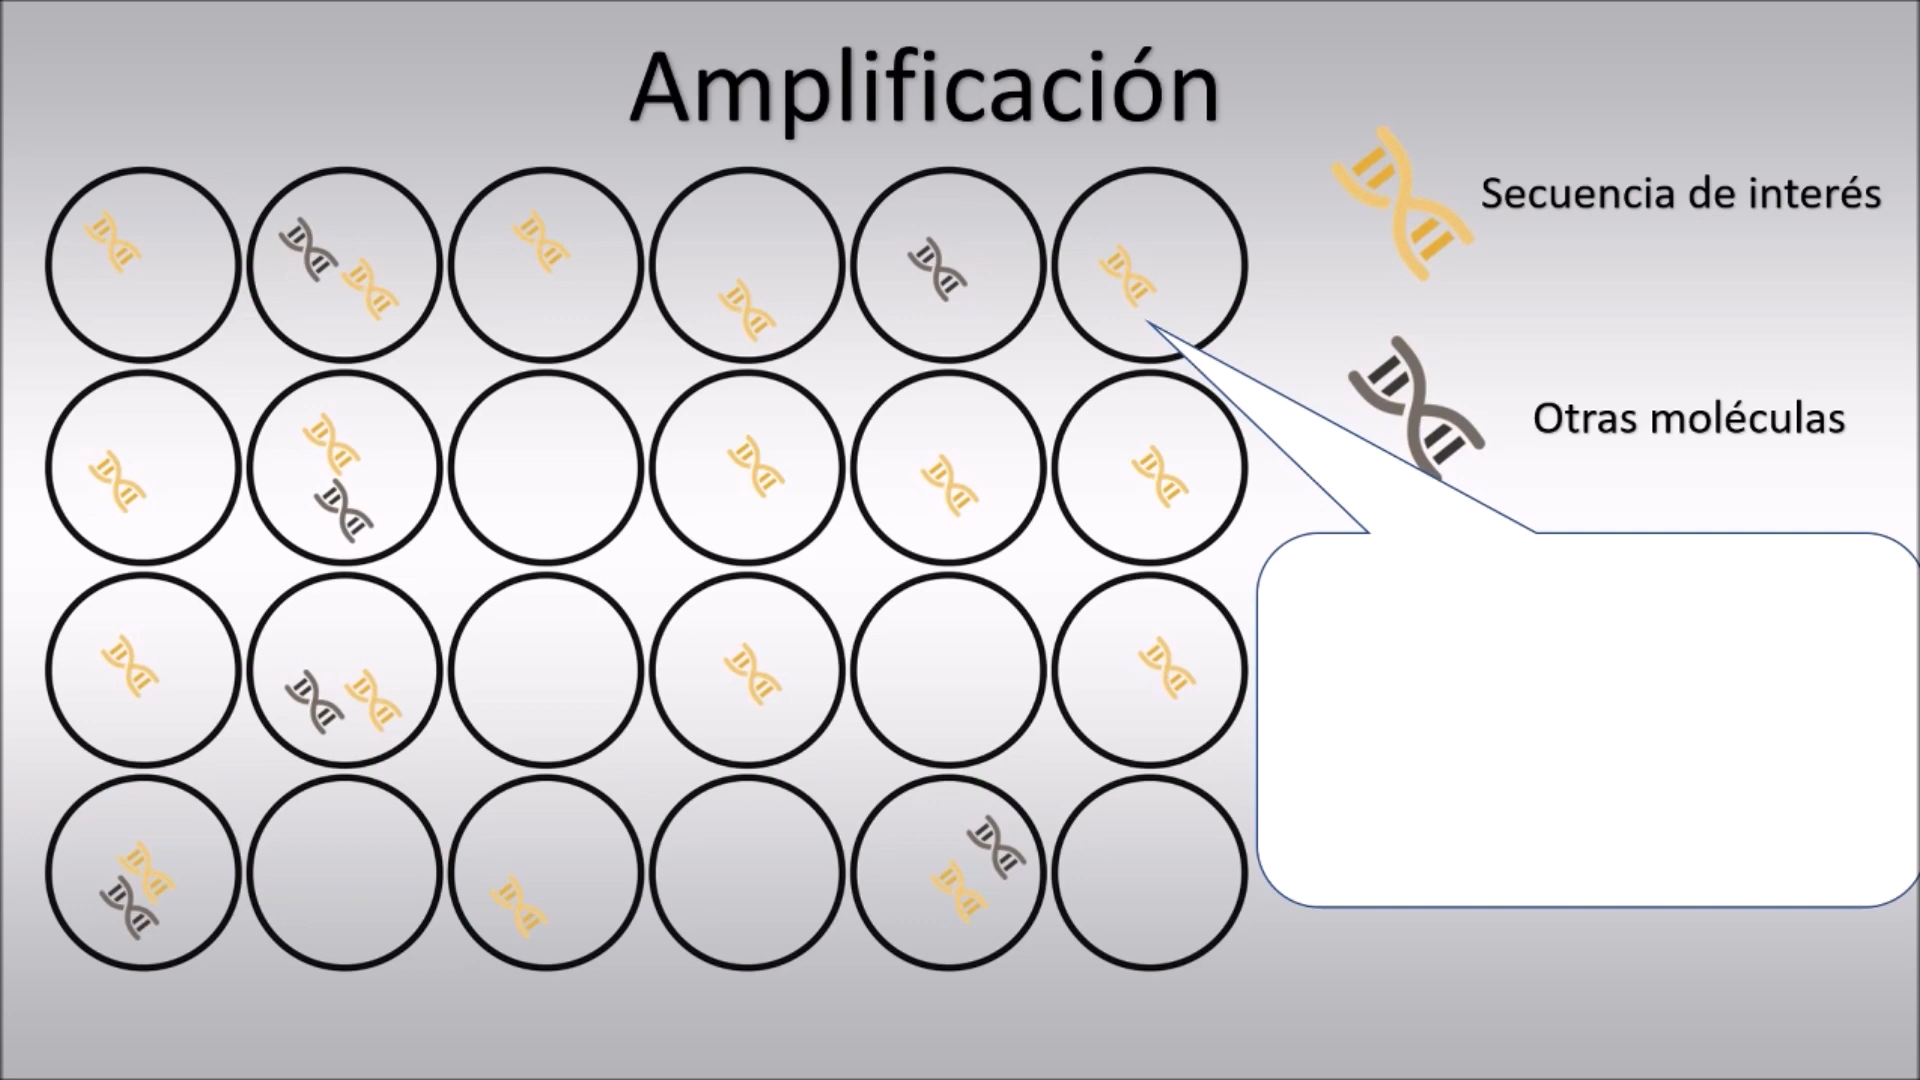 Amplificación
Secuencia de interés
Otras moléculas